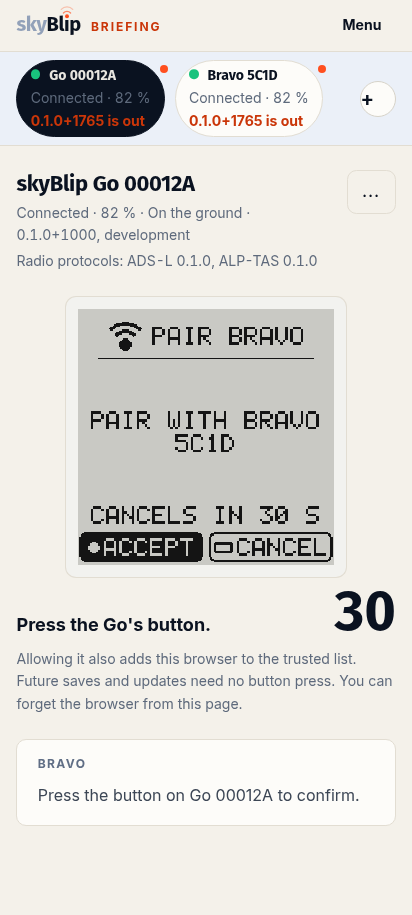 skyBlip BRIEFING
Menu
Go 00012A
Connected · 82 %
0.1.0+1765 is out
Bravo 5C1D
Connected · 82 %
0.1.0+1765 is out
+
skyBlip Go 00012A
...
Connected · 82 % · On the ground ·
0.1.0+1000, development
Radio protocols: ADS-L 0.1.0, ALP-TAS 0.1.0
PAIR BRAVO
PAIR WITH BRAVO
5C1D
CANCELS IN 30 S
ACCEPT
CANCEL
Press the Go's button.
30
Allowing it also adds this browser to the trusted list.
Future saves and updates need no button press. You can
forget the browser from this page.
BRAVO
Press the button on Go 00012A to confirm.